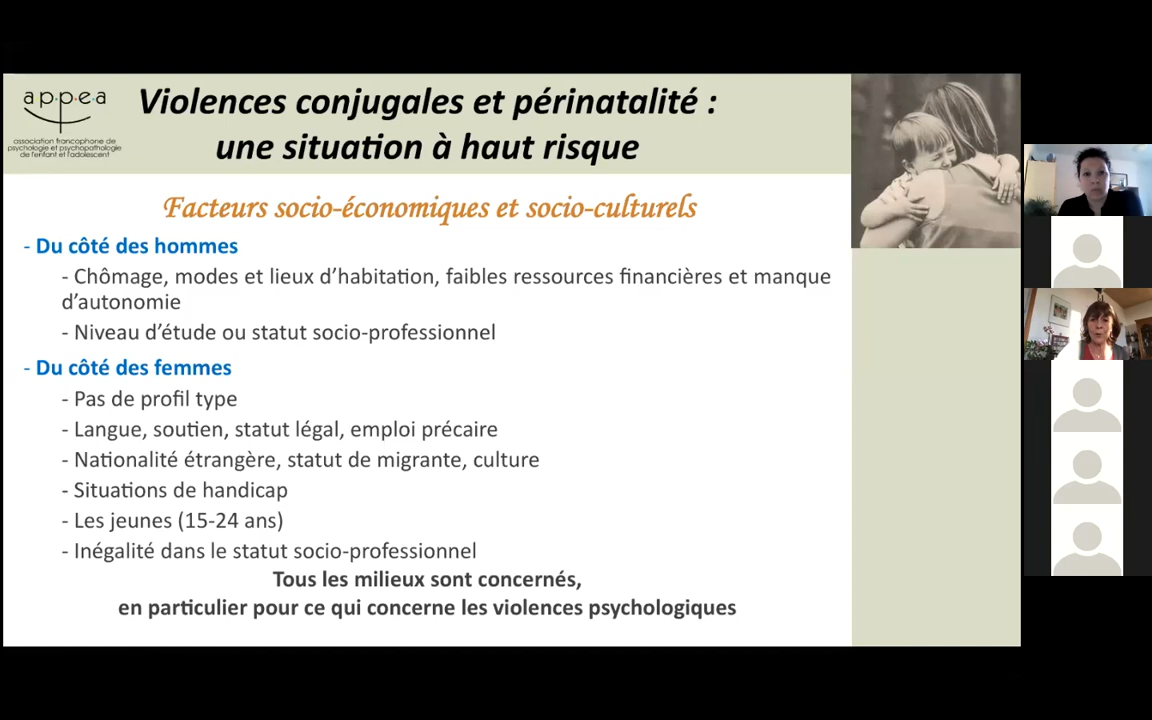 a·p·p·e·a
association francophone de
psychologie et psychopathologie
de l'enfant et l'adolescent
Violences conjugales et périnatalité :
une situation à haut risque
Facteurs socio-économiques et socio-culturels
- Du côté des hommes
- Chômage, modes et lieux d'habitation, faibles ressources financières et manque
d'autonomie
- Niveau d'étude ou statut socio-professionnel
- Du côté des femmes
- Pas de profil type
- Langue, soutien, statut légal, emploi précaire
- Nationalité étrangère, statut de migrante, culture
- Situations de handicap
- Les jeunes (15-24 ans)
- Inégalité dans le statut socio-professionnel
Tous les milieux sont concernés,
en particulier pour ce qui concerne les violences psychologiques